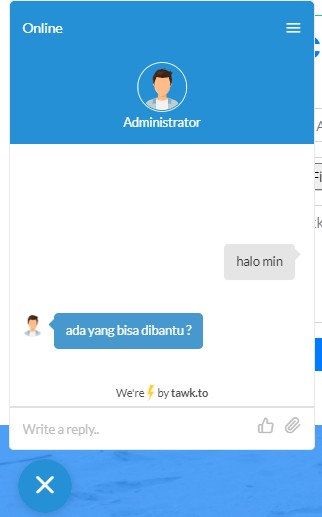 Online
Administrator
halo min
ada yang bisa dibantu ?
We're by tawk.to
Write a reply..